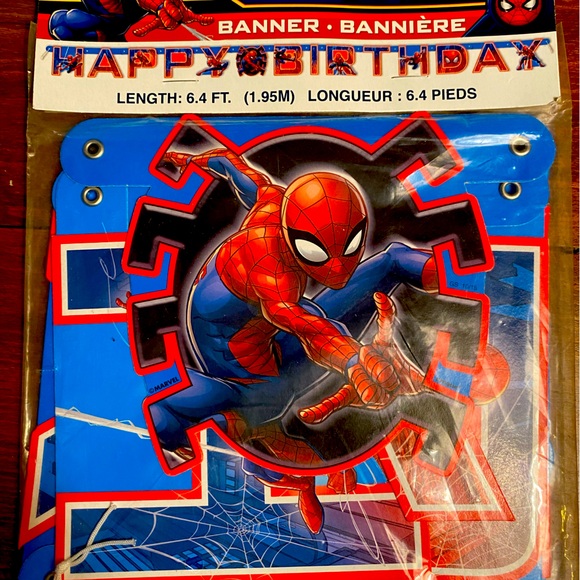 BANNER · BANNIÈRE
HAPPY BIRTHDAY
LENGTH: 6.4 FT. (1.95M) LONGUEUR : 6.4 PIEDS
©MARVEL